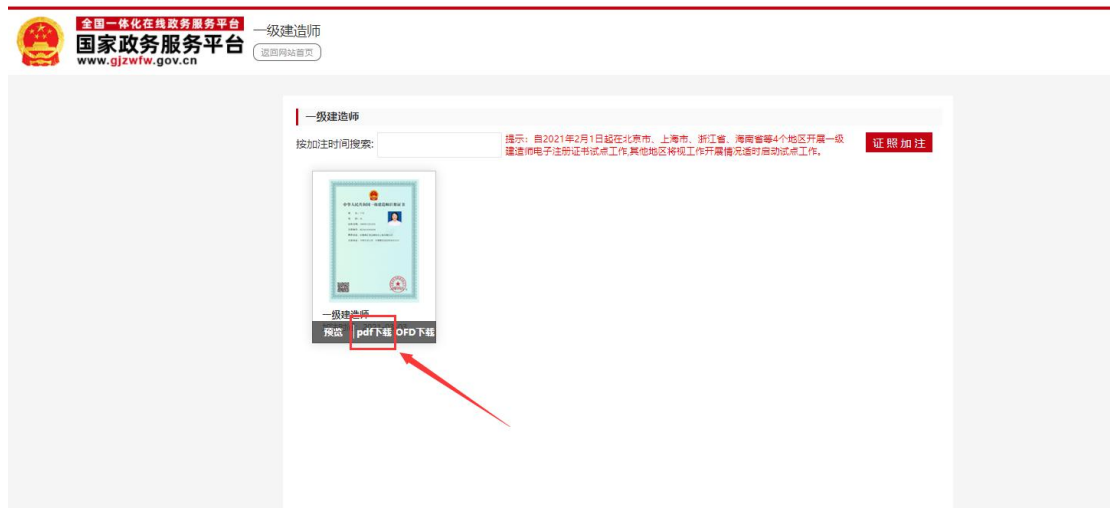 全国一体化在线政务服务平台
国家政务服务平台
www.gjzwfw.gov.cn
一级建造师
返回网站首页
一级建造师
按加注时间搜索:
提示：自2021年2月1日起在北京市、上海市、浙江省、海南省等4个地区开展一级
建造师电子注册证书试点工作,其他地区将视工作开展情况适时启动试点工作。
证照加注
一级建造师
预览
pdf下载
OFD下载